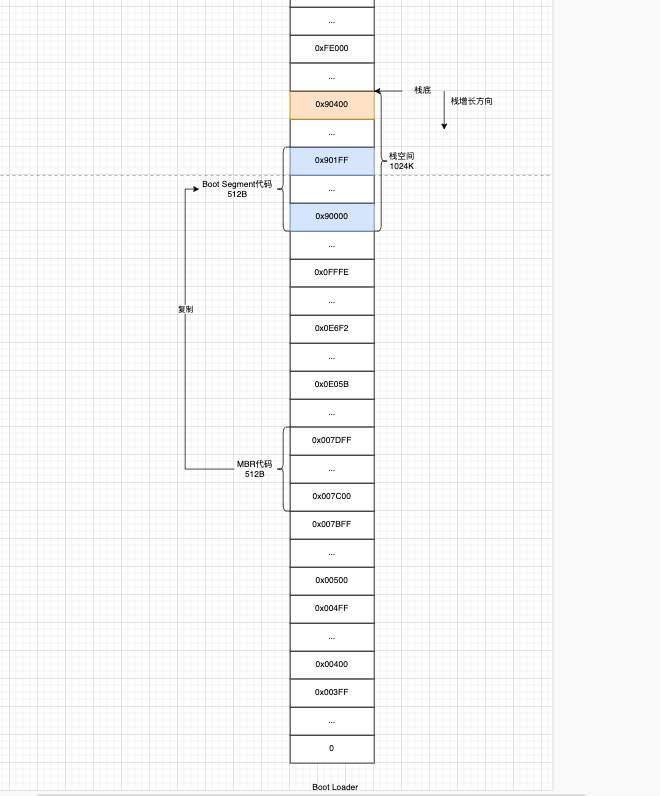 ...
0xFE000
...
栈底
0x90400
栈增长方向
...
0x901FF
栈空间
1024K
Boot Segment代码
512B
...
0x90000
...
0x0FFFE
...
复制
0x0E6F2
...
0x0E05B
...
0x007DFF
MBR代码
512B
...
0x007C00
0x007BFF
...
0x00500
0x004FF
...
0x00400
0x003FF
...
0
Boot Loader